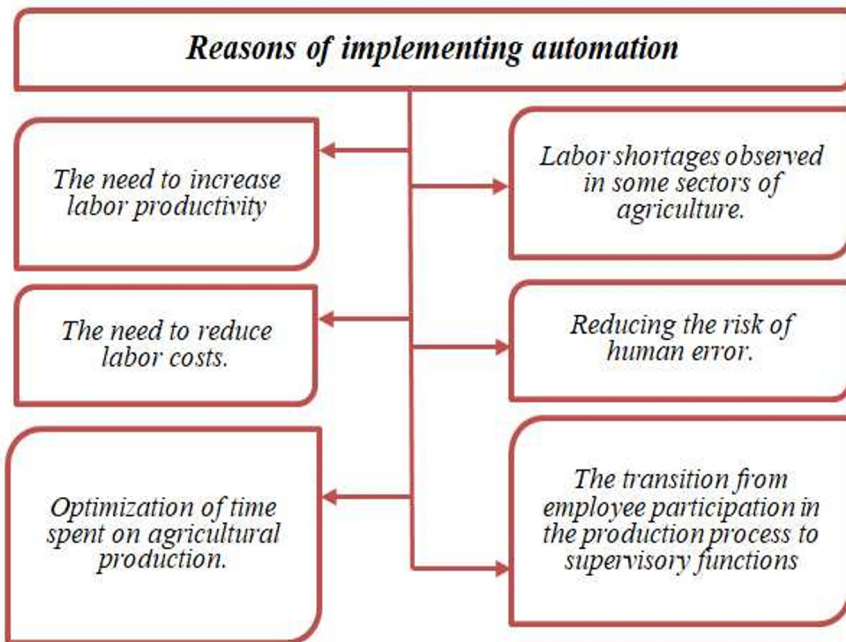 Reasons of implementing automation
The need to increase
labor productivity
Labor shortages observed
in some sectors of
agriculture.
The need to reduce
labor costs.
Reducing the risk of
human error.
Optimization of time
spent on agricultural
production.
The transition from
employee participation in
the production process to
supervisory functions